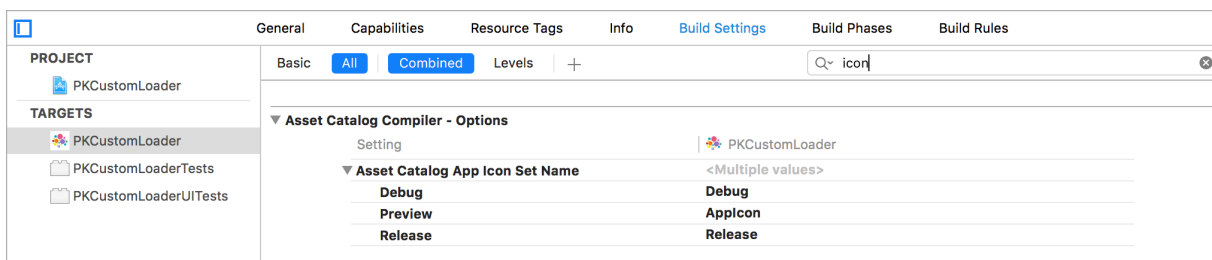 General Capabilities Resource Tags Info Build Settings Build Phases Build Rules
PROJECT
PKCustomLoader
TARGETS
PKCustomLoader
PKCustomLoaderTests
PKCustomLoaderUITests
Basic All Combined Levels + icon
Asset Catalog Compiler - Options
Setting PKCustomLoader
Asset Catalog App Icon Set Name <Multiple values>
Debug Debug
Preview AppIcon
Release Release